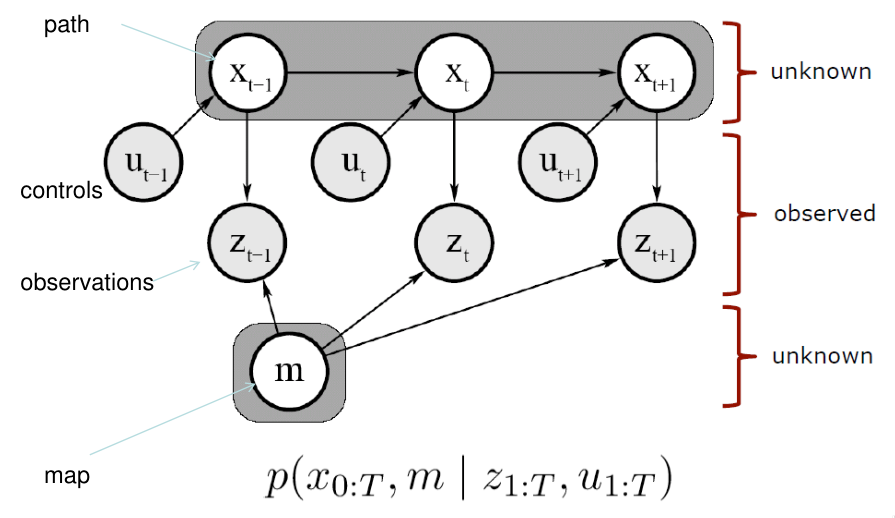 path
x_{t-1} x_t x_{t+1}
unknown
u_{t-1} u_t u_{t+1}
controls
observed
z_{t-1} z_t z_{t+1}
observations
unknown
m
map
p(x_{0:T}, m | z_{1:T}, u_{1:T})